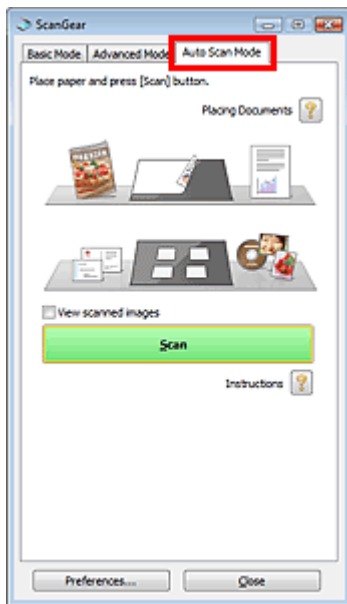 ScanGear
Basic Mode Advanced Mode Auto Scan Mode
Place paper and press [Scan] button.
Placing Documents
View scanned images
Scan
Instructions
Preferences... Close